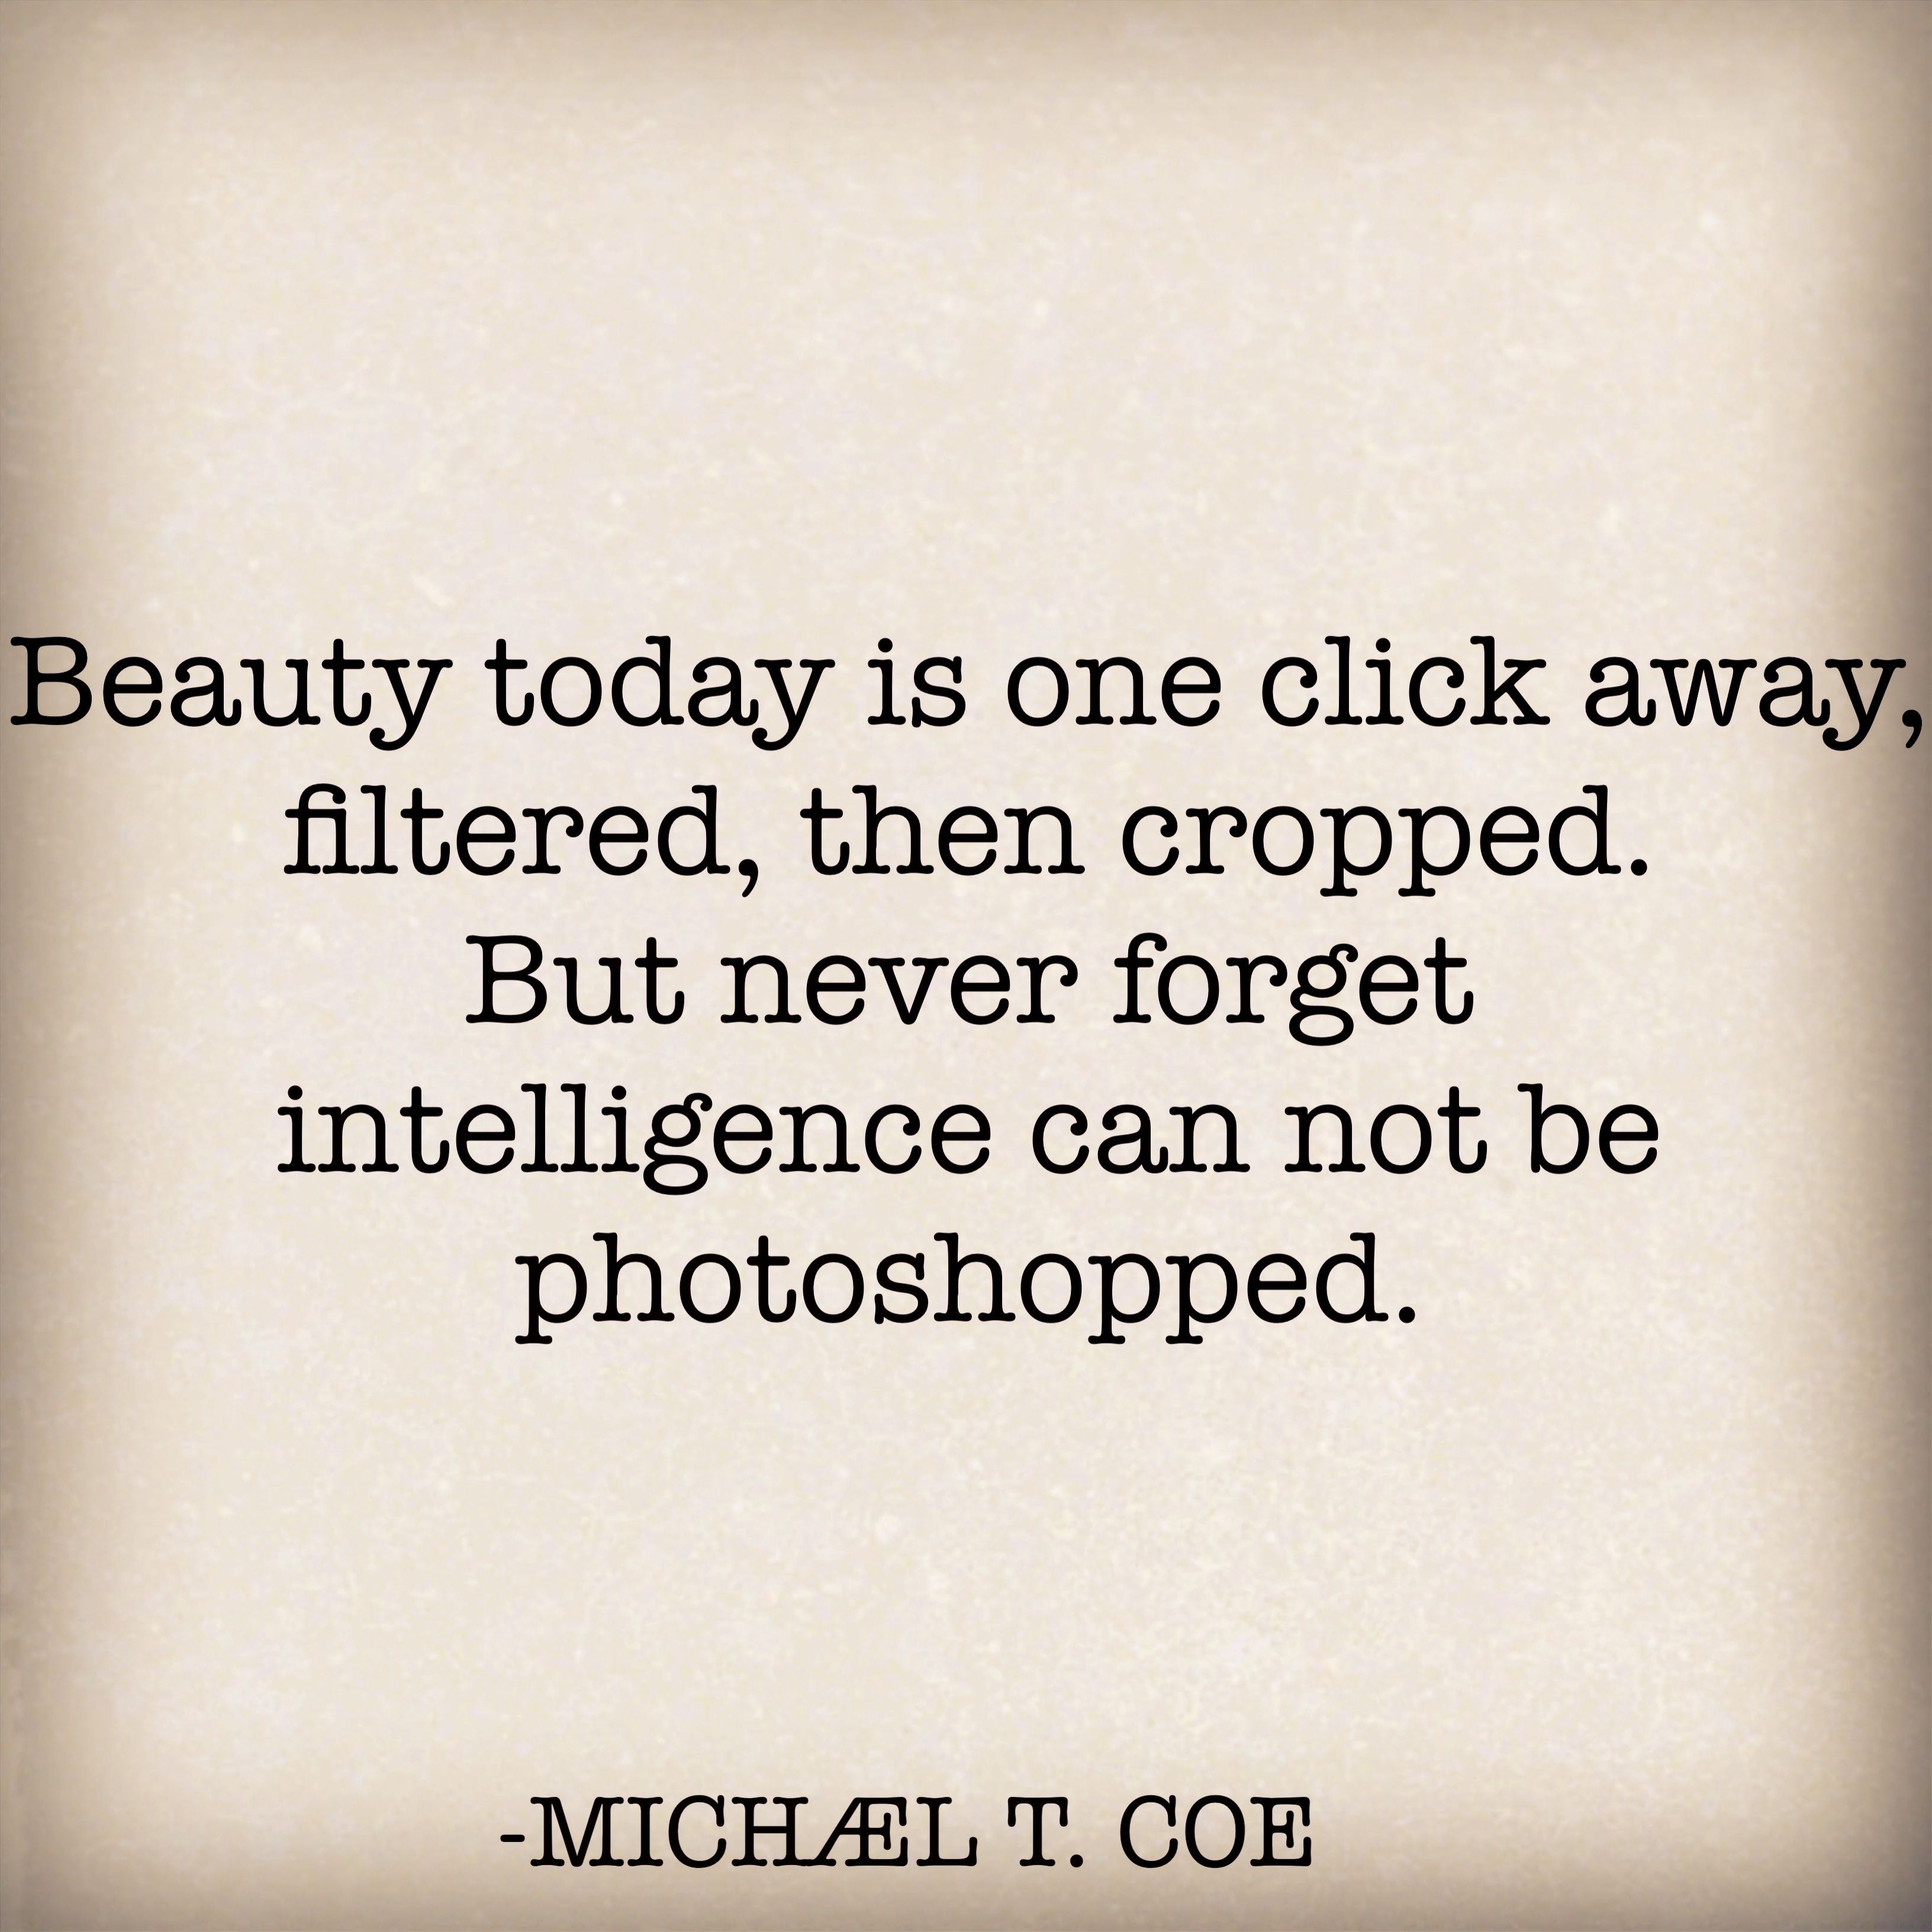 Beauty today is one click away,
filtered, then cropped.
But never forget
intelligence can not be
photoshopped.
-MICHÆL T. COE